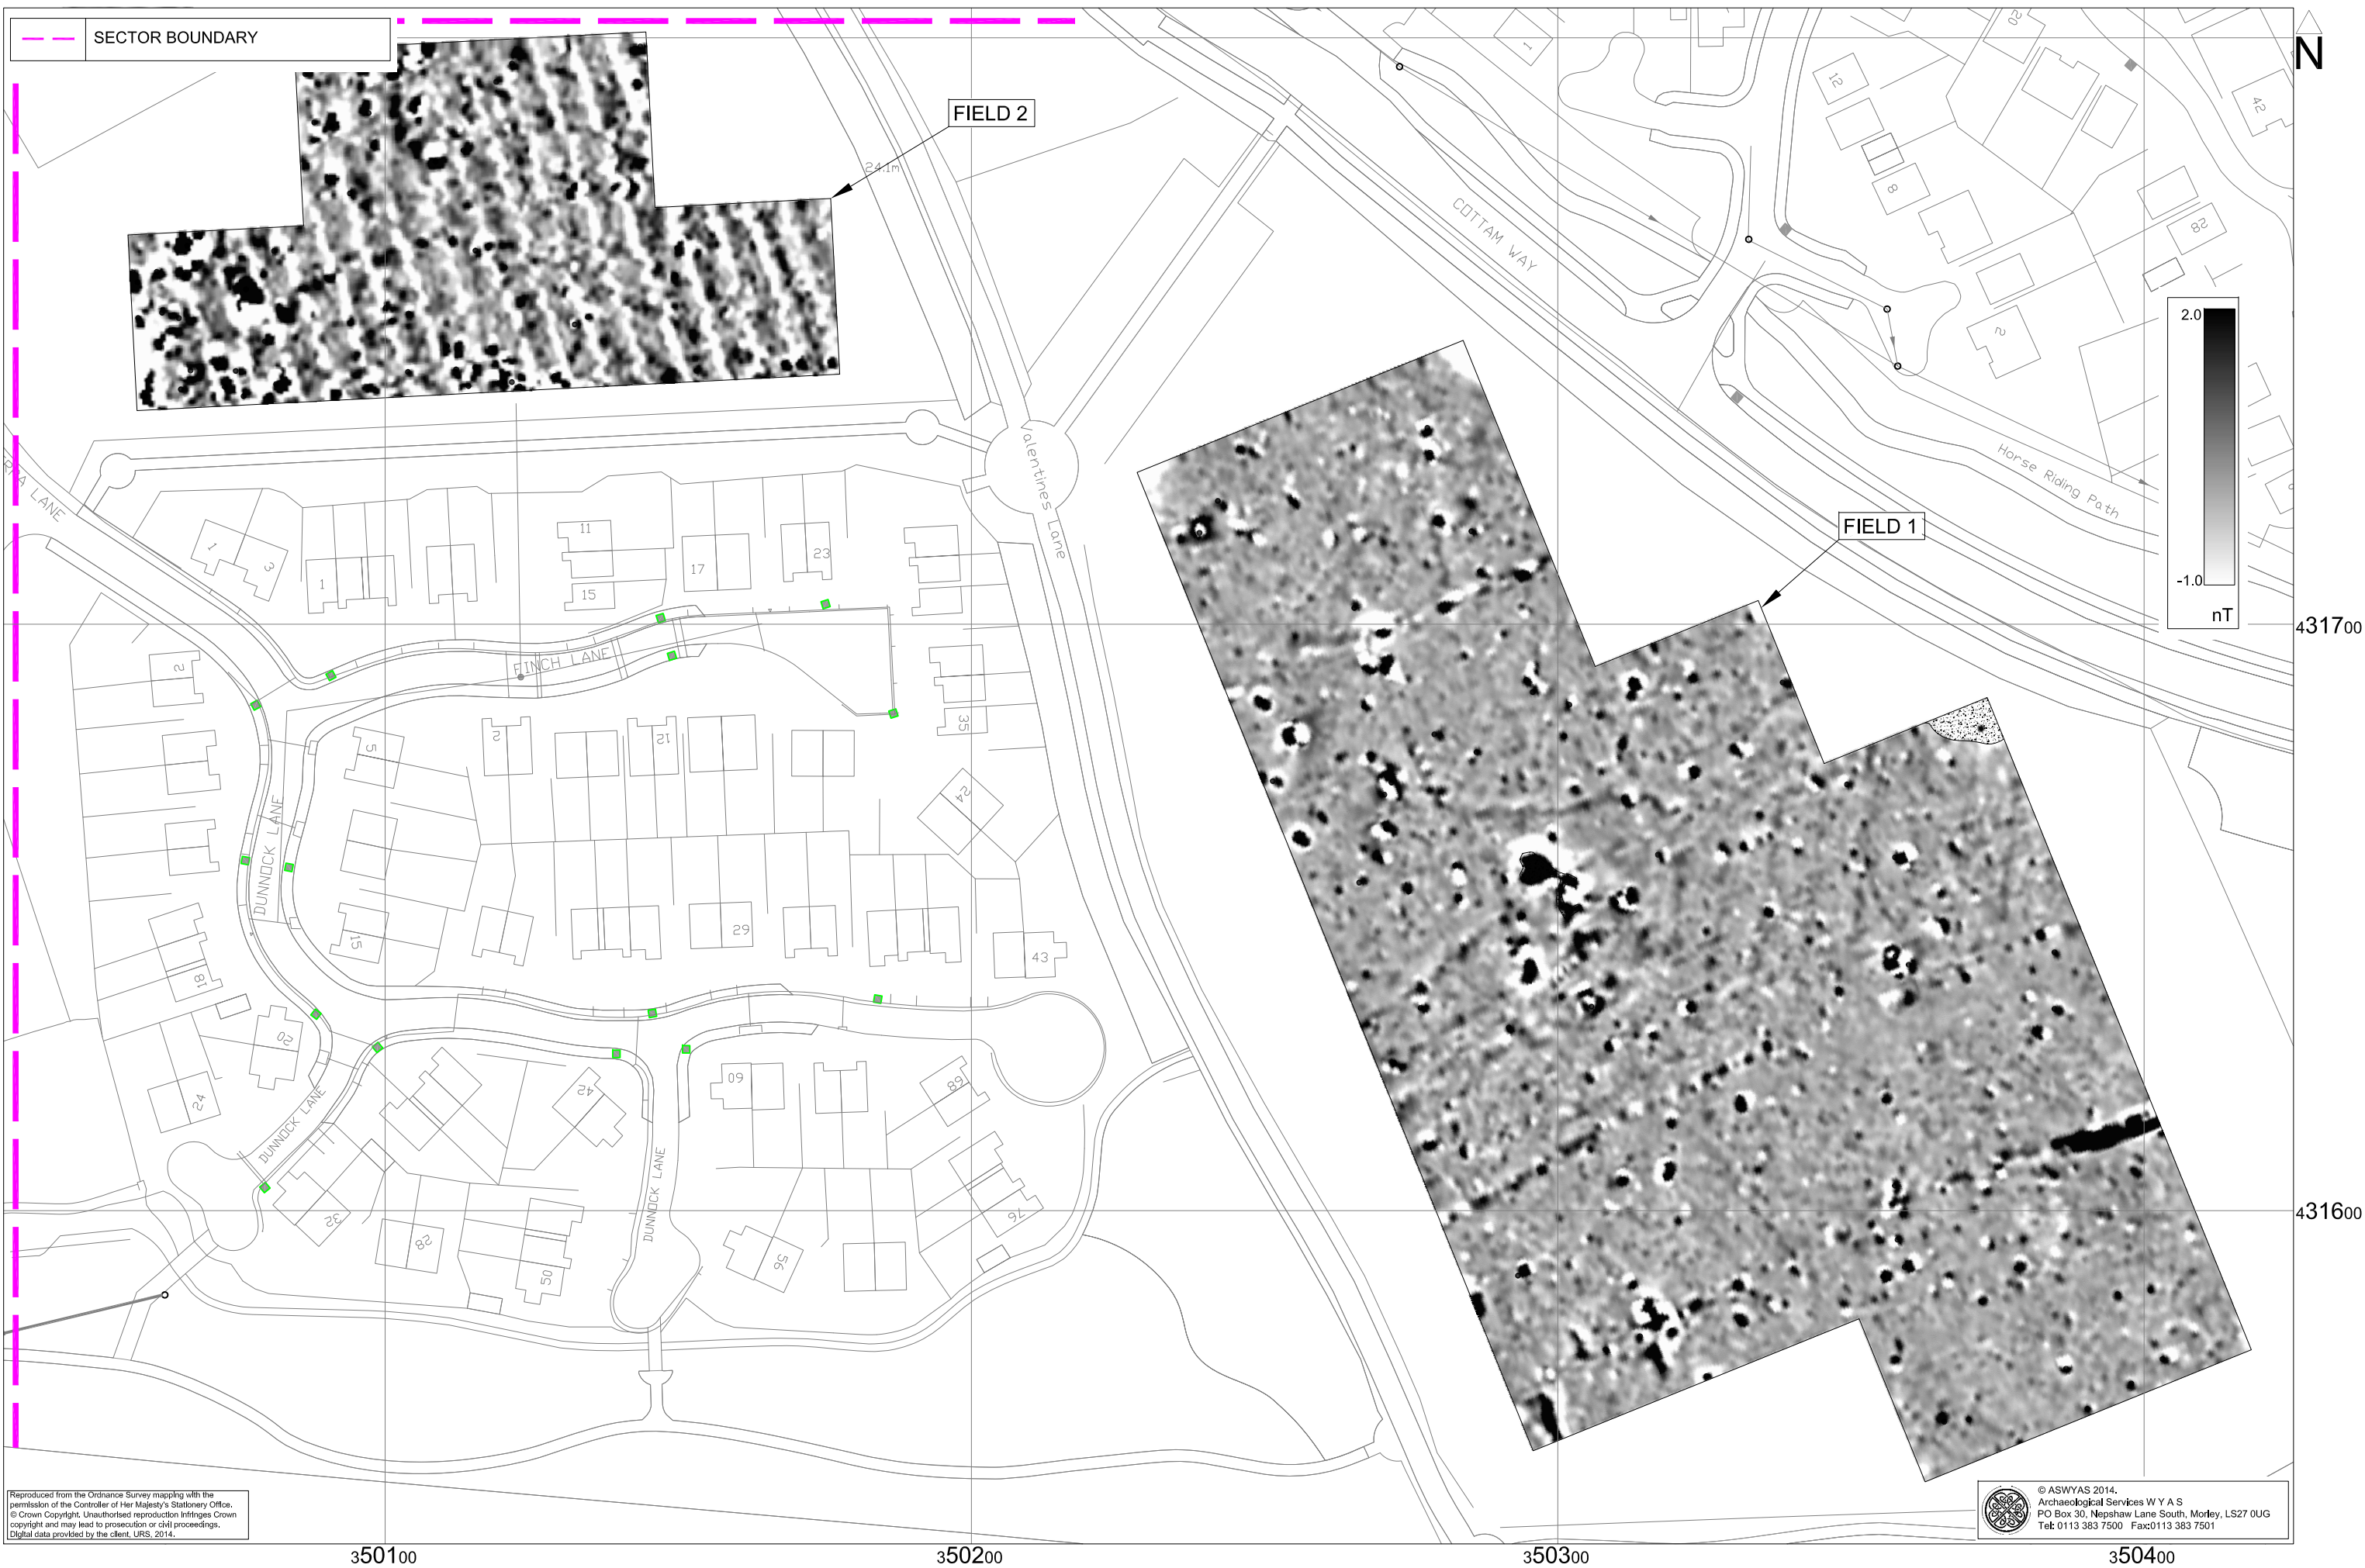 SECTOR BOUNDARY
N
FIELD 2
24.1m
COTTAM WAY
1
12
8
20
42
28
2
2.0
-1.0
nT
Horse Riding Path
FIELD 1
Valentines Lane
LANE
1
3
1
11
15
17
23
FINCH LANE
2
5
2
12
35
24
DUNNOCK LANE
15
18
29
43
20
24
DUNNOCK LANE
42
60
68
32
28
50
DUNNOCK LANE
56
76
431700
431600
Reproduced from the Ordnance Survey mapping with the
permission of the Controller of Her Majesty's Stationery Office.
© Crown Copyright. Unauthorised reproduction infringes Crown
copyright and may lead to prosecution or civil proceedings.
Digital data provided by the client, URS, 2014.
© ASWYAS 2014.
Archaeological Services W Y A S
PO Box 30, Nepshaw Lane South, Morley, LS27 0UG
Tel: 0113 383 7500 Fax:0113 383 7501
350100
350200
350300
350400